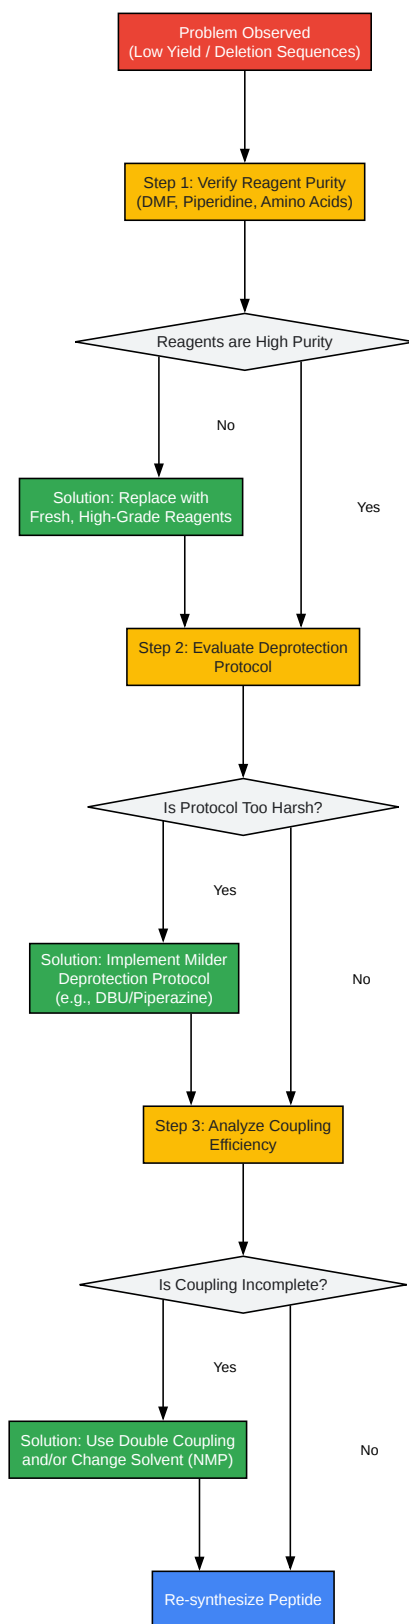 Problem Observed
(Low Yield / Deletion Sequences)
Step 1: Verify Reagent Purity
(DMF, Piperidine, Amino Acids)
Reagents are High Purity
No
Solution: Replace with
Fresh, High-Grade Reagents
Yes
Step 2: Evaluate Deprotection
Protocol
Is Protocol Too Harsh?
Yes
Solution: Implement Milder
Deprotection Protocol
(e.g., DBU/Piperazine)
No
Step 3: Analyze Coupling
Efficiency
Is Coupling Incomplete?
Yes
Solution: Use Double Coupling
and/or Change Solvent (NMP)
No
Re-synthesize Peptide